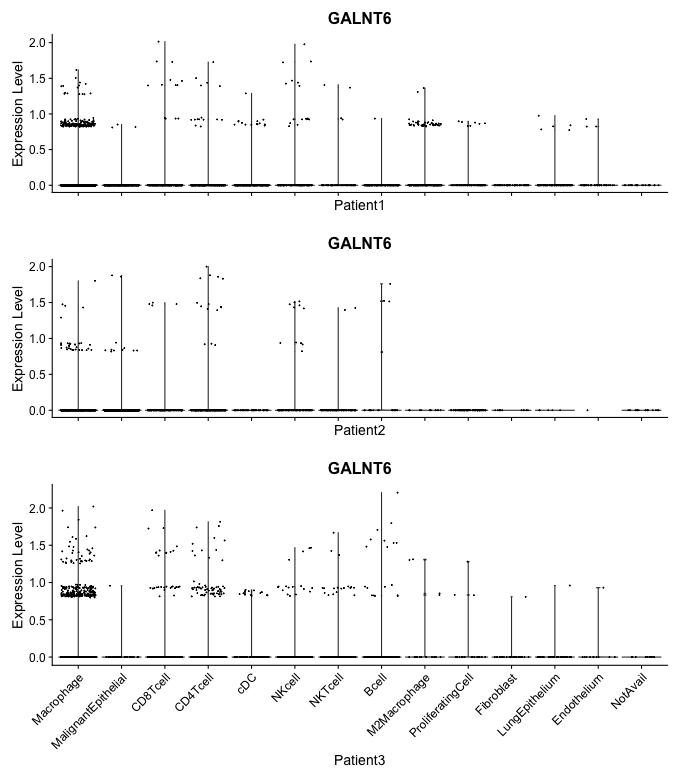 GALNT6
Expression Level
2.0
1.5
1.0
0.5
0.0
Patient1
GALNT6
Expression Level
2.0
1.5
1.0
0.5
0.0
Patient2
GALNT6
Expression Level
2.0
1.5
1.0
0.5
0.0
Macrophage
MalignantEpithelial
CD8Tcell
CD4Tcell
cDC
NKcell
NKTcell
Bcell
M2Macrophage
ProliferatingCell
Fibroblast
LungEpithelium
Endothelium
NotAvail
Patient3